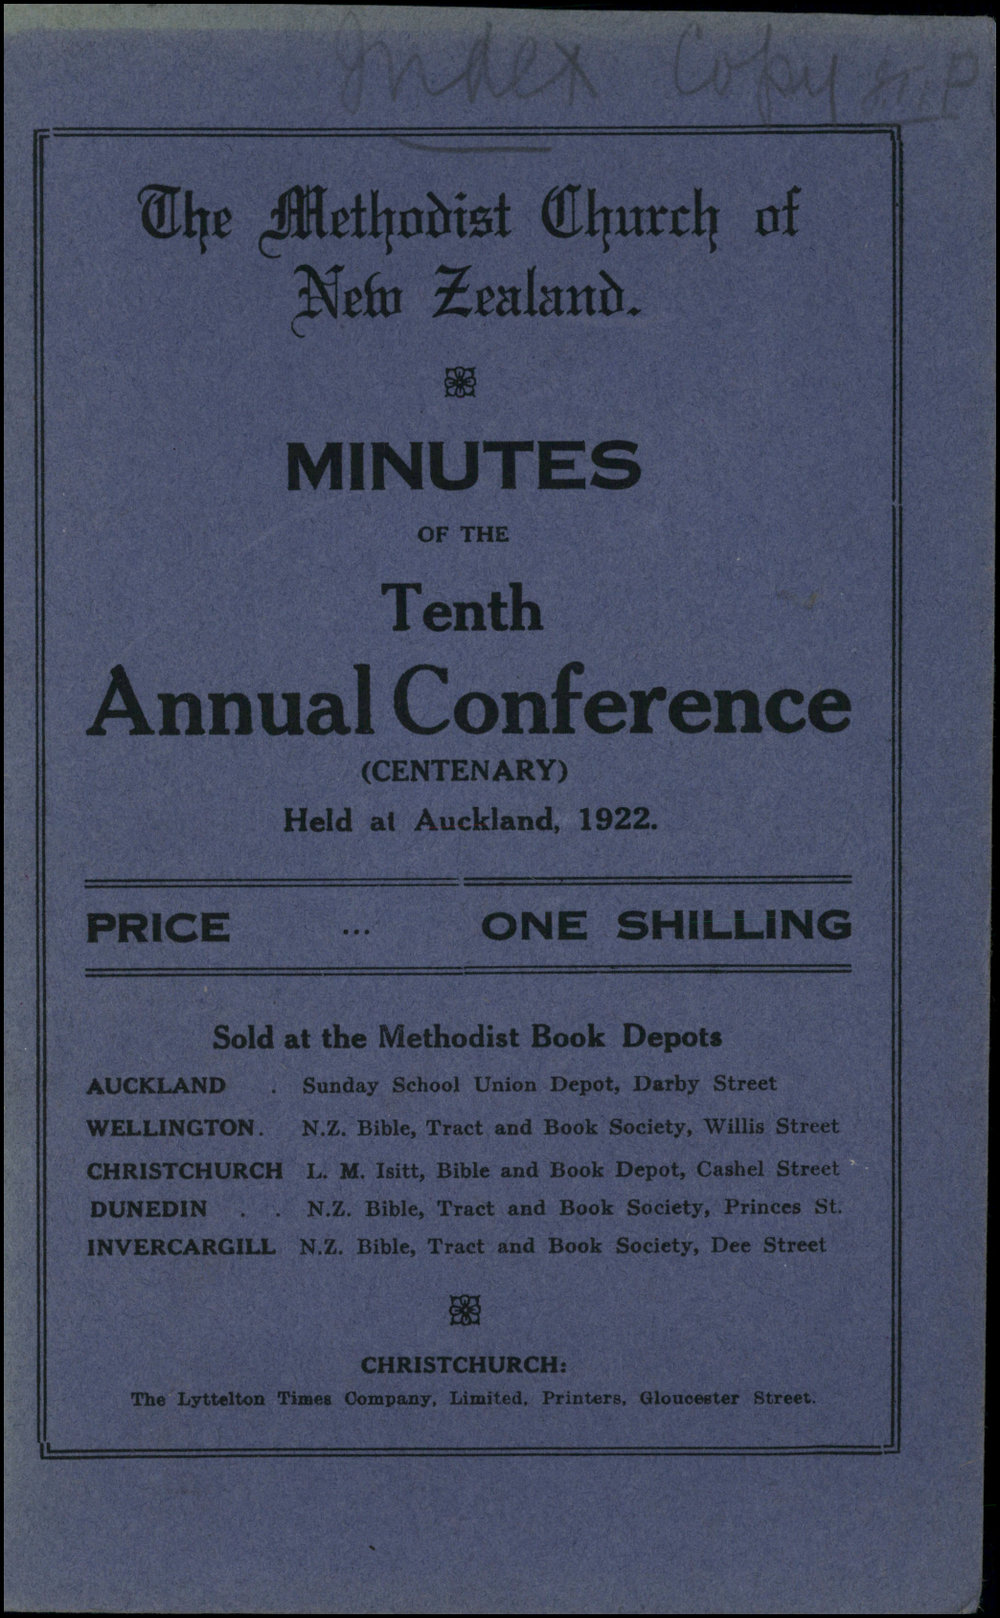 Index Copy
The Methodist Church of
New Zealand.
MINUTES
OF THE
Tenth
Annual Conference
(CENTENARY)
Held at Auckland, 1922.
PRICE ... ONE SHILLING
Sold at the Methodist Book Depots
AUCKLAND . Sunday School Union Depot, Darby Street
WELLINGTON. N.Z. Bible, Tract and Book Society, Willis Street
CHRISTCHURCH L. M. Isitt, Bible and Book Depot, Cashel Street
DUNEDIN . . N.Z. Bible, Tract and Book Society, Princes St.
INVERCARGILL N.Z. Bible, Tract and Book Society, Dee Street
CHRISTCHURCH:
The Lyttelton Times Company, Limited, Printers, Gloucester Street.